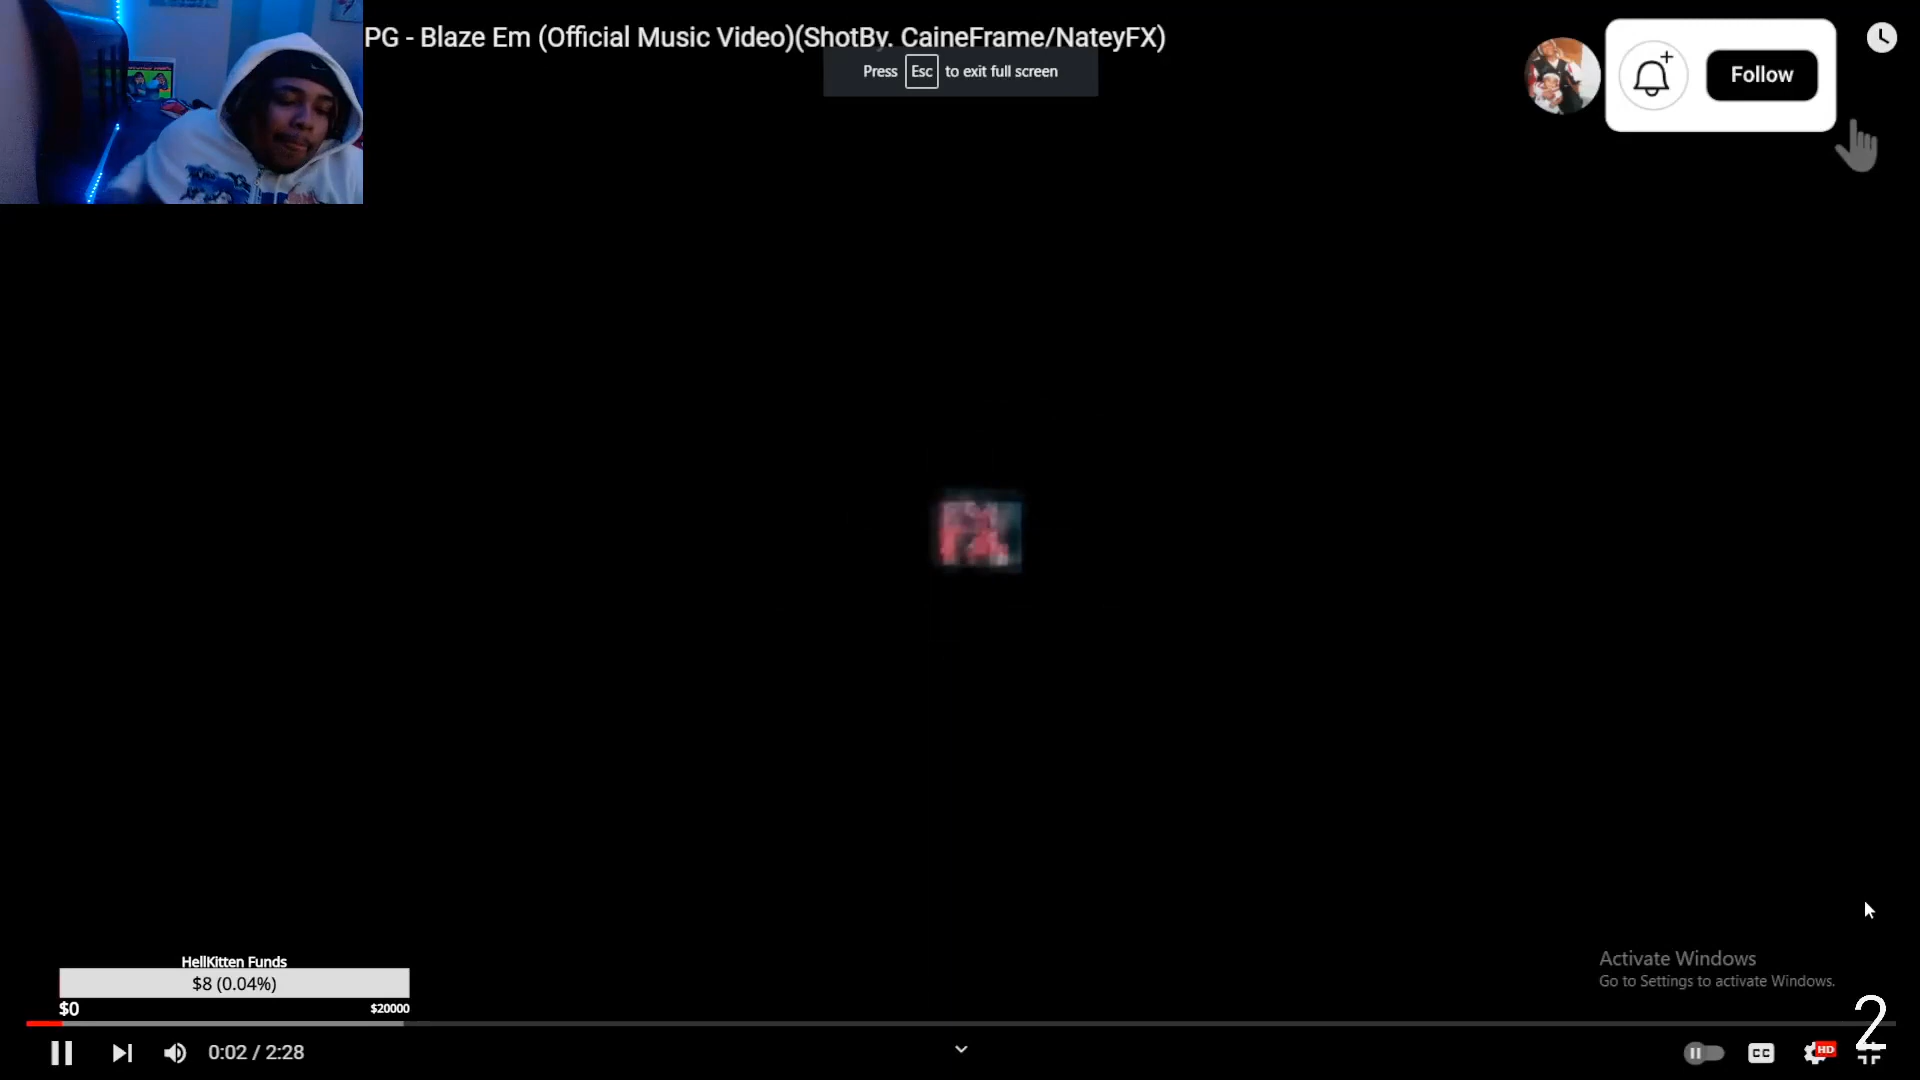 PG - Blaze Em (Official Music Video)(ShotBy. CaineFrame/NateyFX)
Press Esc to exit full screen
Follow
HellKitten Funds
$8 (0.04%)
$0 $20000
Activate Windows
Go to Settings to activate Windows.
2
0:02 / 2:28
CC
HD